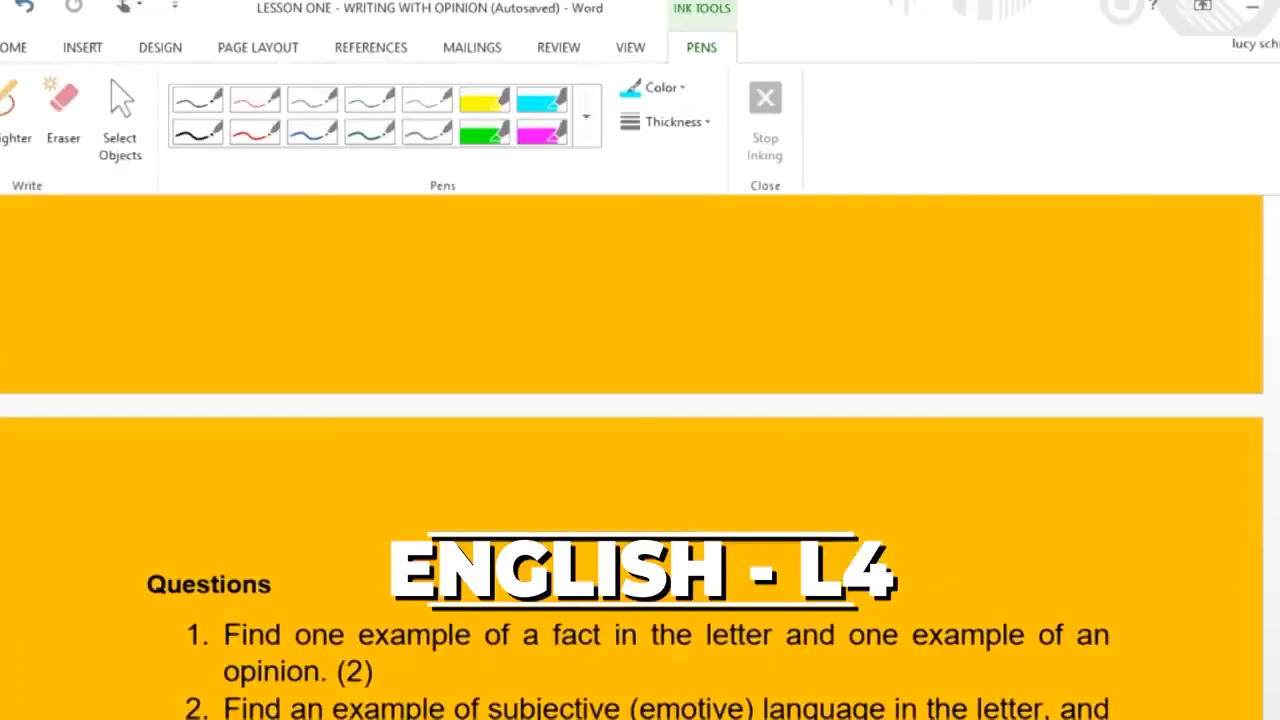 LESSON ONE - WRITING WITH OPINION (Autosaved) - Word
INK TOOLS
?
OME INSERT DESIGN PAGE LAYOUT REFERENCES MAILINGS REVIEW VIEW PENS
lucy sch
ighter
Eraser
Select
Objects
Color
Thickness
Stop
Inking
Write
Pens
Close
ENGLISH - L4
Questions
1. Find one example of a fact in the letter and one example of an
opinion. (2)
2. Find an example of subjective (emotive) language in the letter, and